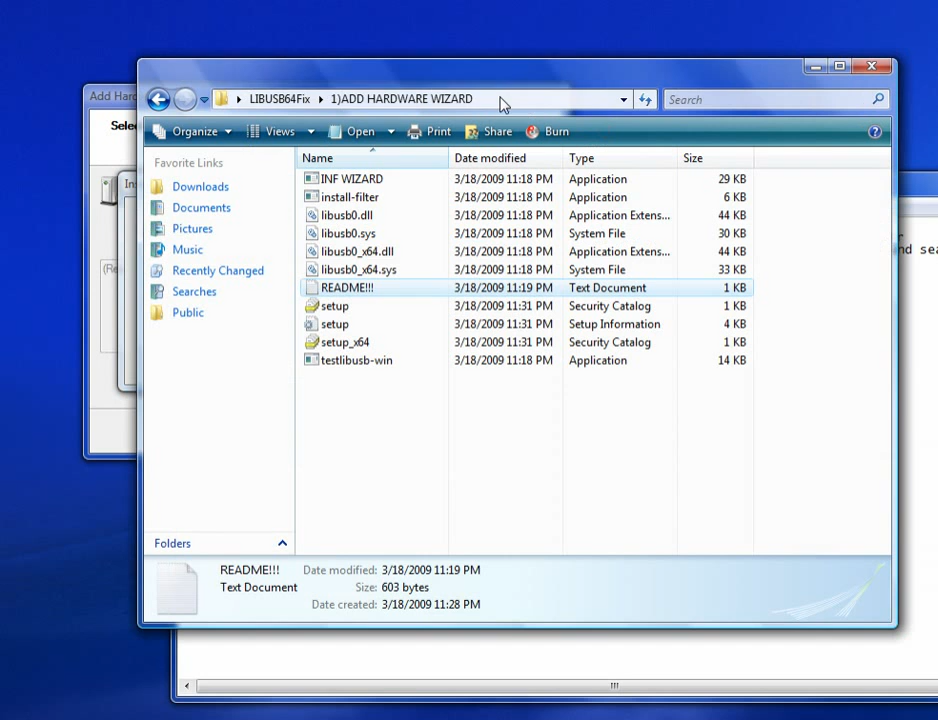 Add Hard
LIBUSB64Fix 1)ADD HARDWARE WIZARD Search
Sele
Organize Views Open Print Share Burn
Favorite Links
Downloads
Documents
Pictures
Music
Recently Changed
Searches
Public
Folders
Name Date modified Type Size
INF WIZARD 3/18/2009 11:18 PM Application 29 KB
install-filter 3/18/2009 11:18 PM Application 6 KB
libusb0.dll 3/18/2009 11:18 PM Application Extens... 44 KB
libusb0.sys 3/18/2009 11:18 PM System File 30 KB
libusb0_x64.dll 3/18/2009 11:18 PM Application Extens... 44 KB
libusb0_x64.sys 3/18/2009 11:18 PM System File 33 KB
README!!! 3/18/2009 11:19 PM Text Document 1 KB
setup 3/18/2009 11:31 PM Security Catalog 1 KB
setup 3/18/2009 11:31 PM Setup Information 4 KB
setup_x64 3/18/2009 11:31 PM Security Catalog 1 KB
testlibusb-win 3/18/2009 11:18 PM Application 14 KB
README!!! Date modified: 3/18/2009 11:19 PM
Text Document Size: 603 bytes
Date created: 3/18/2009 11:28 PM
Ins
(Re
r
nd sea